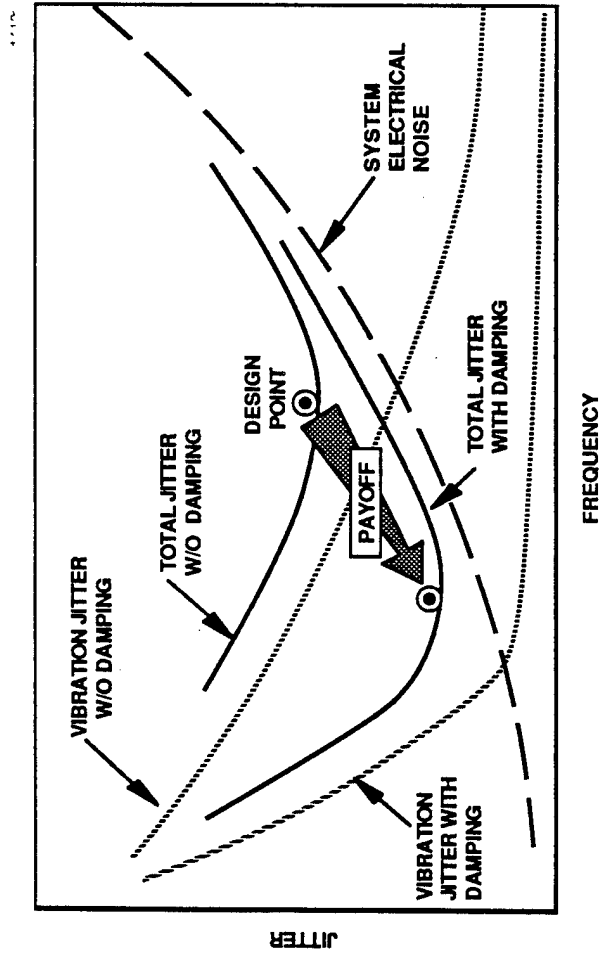 VIBRATION JITTER
W/O DAMPING
TOTAL JITTER
W/O DAMPING
DESIGN
POINT
SYSTEM
ELECTRICAL
NOISE
PAYOFF
VIBRATION
JITTER WITH
DAMPING
TOTAL JITTER
WITH DAMPING
JITTER
FREQUENCY